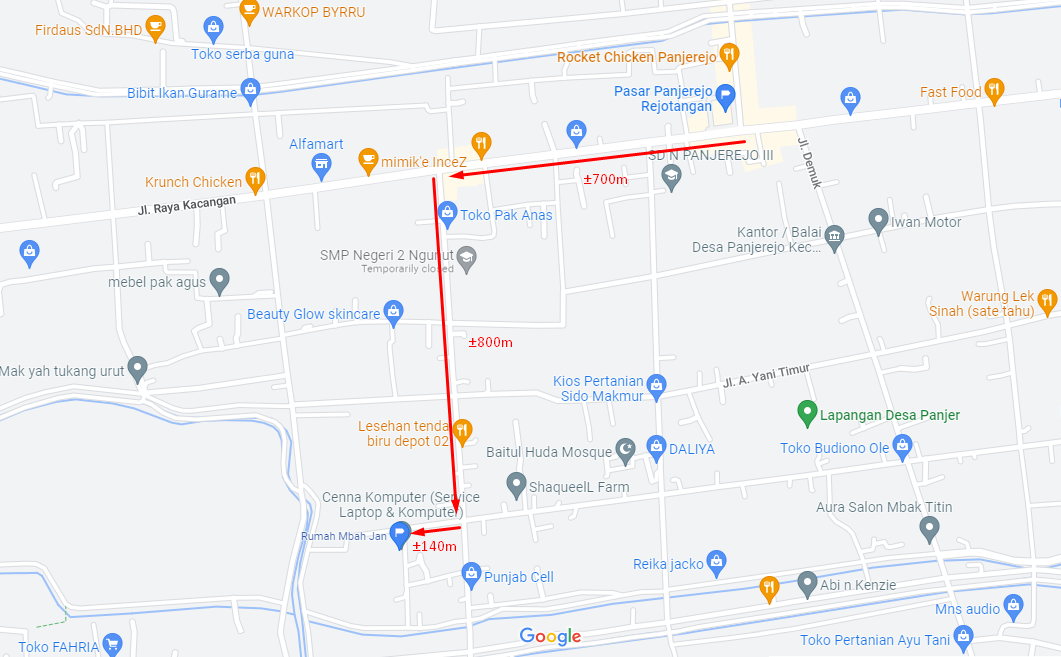 WARKOP BYRRU
Firdaus SdN.BHD
Toko serba guna
Rocket Chicken Panjerejo
Bibit Ikan Gurame
Pasar Panjerejo
Rejotangan
Fast Food
Alfamart
mimik'e InceZ
SD N PANJEREJO III
Jl. Demuk
Krunch Chicken
±700m
Jl. Raya Kacangan
Toko Pak Anas
Iwan Motor
Kantor / Balai
Desa Panjerejo Kec...
SMP Negeri 2 Ngunut
Temporarily closed
mebel pak agus
Warung Lek
Sinah (sate tahu)
Beauty Glow skincare
±800m
Mak yah tukang urut
Jl. A. Yani Timur
Kios Pertanian
Sido Makmur
Lapangan Desa Panjer
Lesehan tenda
biru depot 02
Baitul Huda Mosque
DALIYA
Toko Budiono Ole
ShaqueelL Farm
Cenna Komputer (Service
Laptop & Komputer)
Aura Salon Mbak Titin
Rumah Mbah Jan
±140m
Reika jacko
Punjab Cell
Abi n Kenzie
Mns audio
Google
Toko Pertanian Ayu Tani
Toko FAHRIA